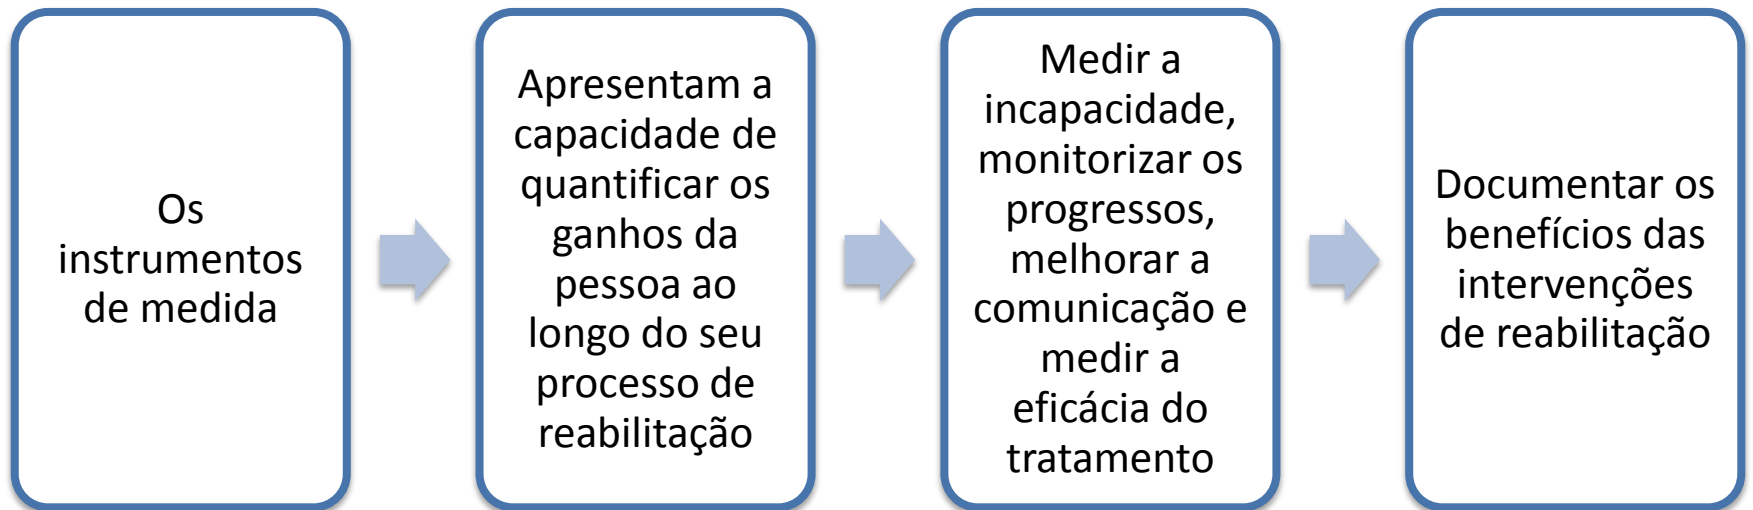 Os
instrumentos
de medida
Apresentam a
capacidade de
quantificar os
ganhos da
pessoa ao
longo do seu
processo de
reabilitação
Medir a
incapacidade,
monitorizar os
progressos,
melhorar a
comunicação e
medir a
eficácia do
tratamento
Documentar os
benefícios das
intervenções
de reabilitação